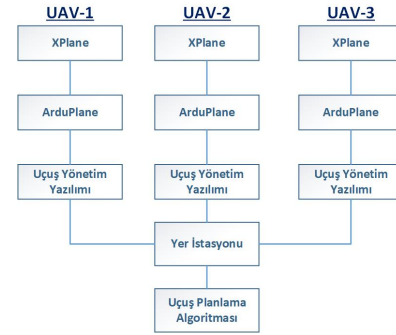 UAV-1 UAV-2 UAV-3
XPlane XPlane XPlane
ArduPlane ArduPlane ArduPlane
Uçuş Yönetim Uçuş Yönetim Uçuş Yönetim
Yazılımı Yazılımı Yazılımı
Yer İstasyonu
Uçuş Planlama
Algoritması